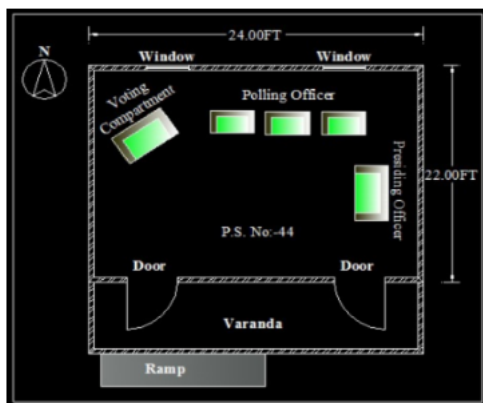 24.00FT
N
Window
Window
Voting
Compartment
Polling Officer
Presiding Officer
22.00FT
P.S. No:-44
Door
Door
Varanda
Ramp